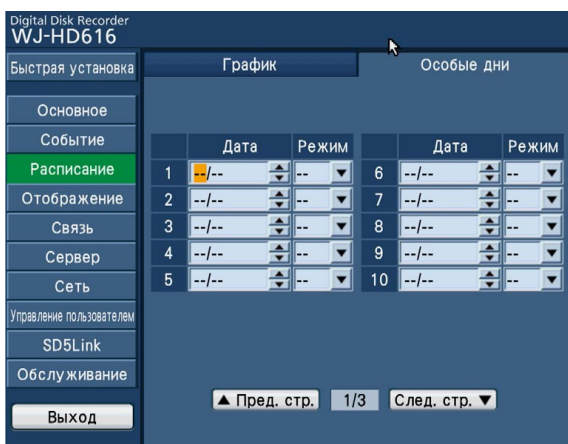 Digital Disk Recorder
WJ-HD616
Быстрая установка
График
Особые дни
Основное
Событие
Расписание
Отображение
Связь
Сервер
Сеть
Управление пользователем
SD5Link
Обслуживание
Выход
Дата Режим Дата Режим
1 --/-- -- 6 --/-- --
2 --/-- -- 7 --/-- --
3 --/-- -- 8 --/-- --
4 --/-- -- 9 --/-- --
5 --/-- -- 10 --/-- --
▲ Пред. стр. 1/3 След. стр. ▼